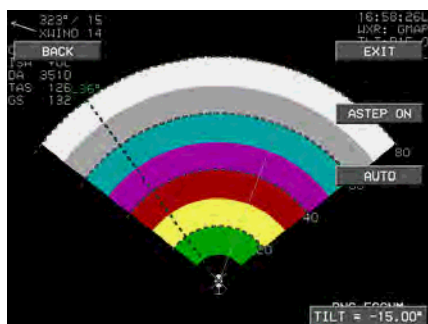 323° / 15
XWIND 14
16:58:26L
WXR: GMAP
BACK
EXIT
DA 3510
TAS 126
GS 132
36°
ASTEP ON
AUTO
80
40
20
TILT = -15.00°